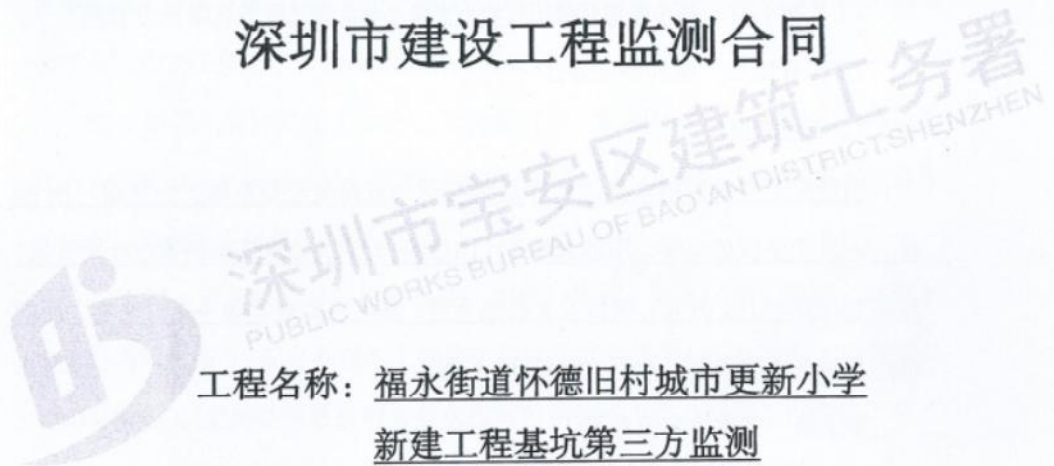 深圳市建设工程监测合同
深圳市宝安区建筑工务署
PUBLIC WORKS BUREAU OF BAO'AN DISTRICT SHENZHEN
工程名称：福永街道怀德旧村城市更新小学
新建工程基坑第三方监测